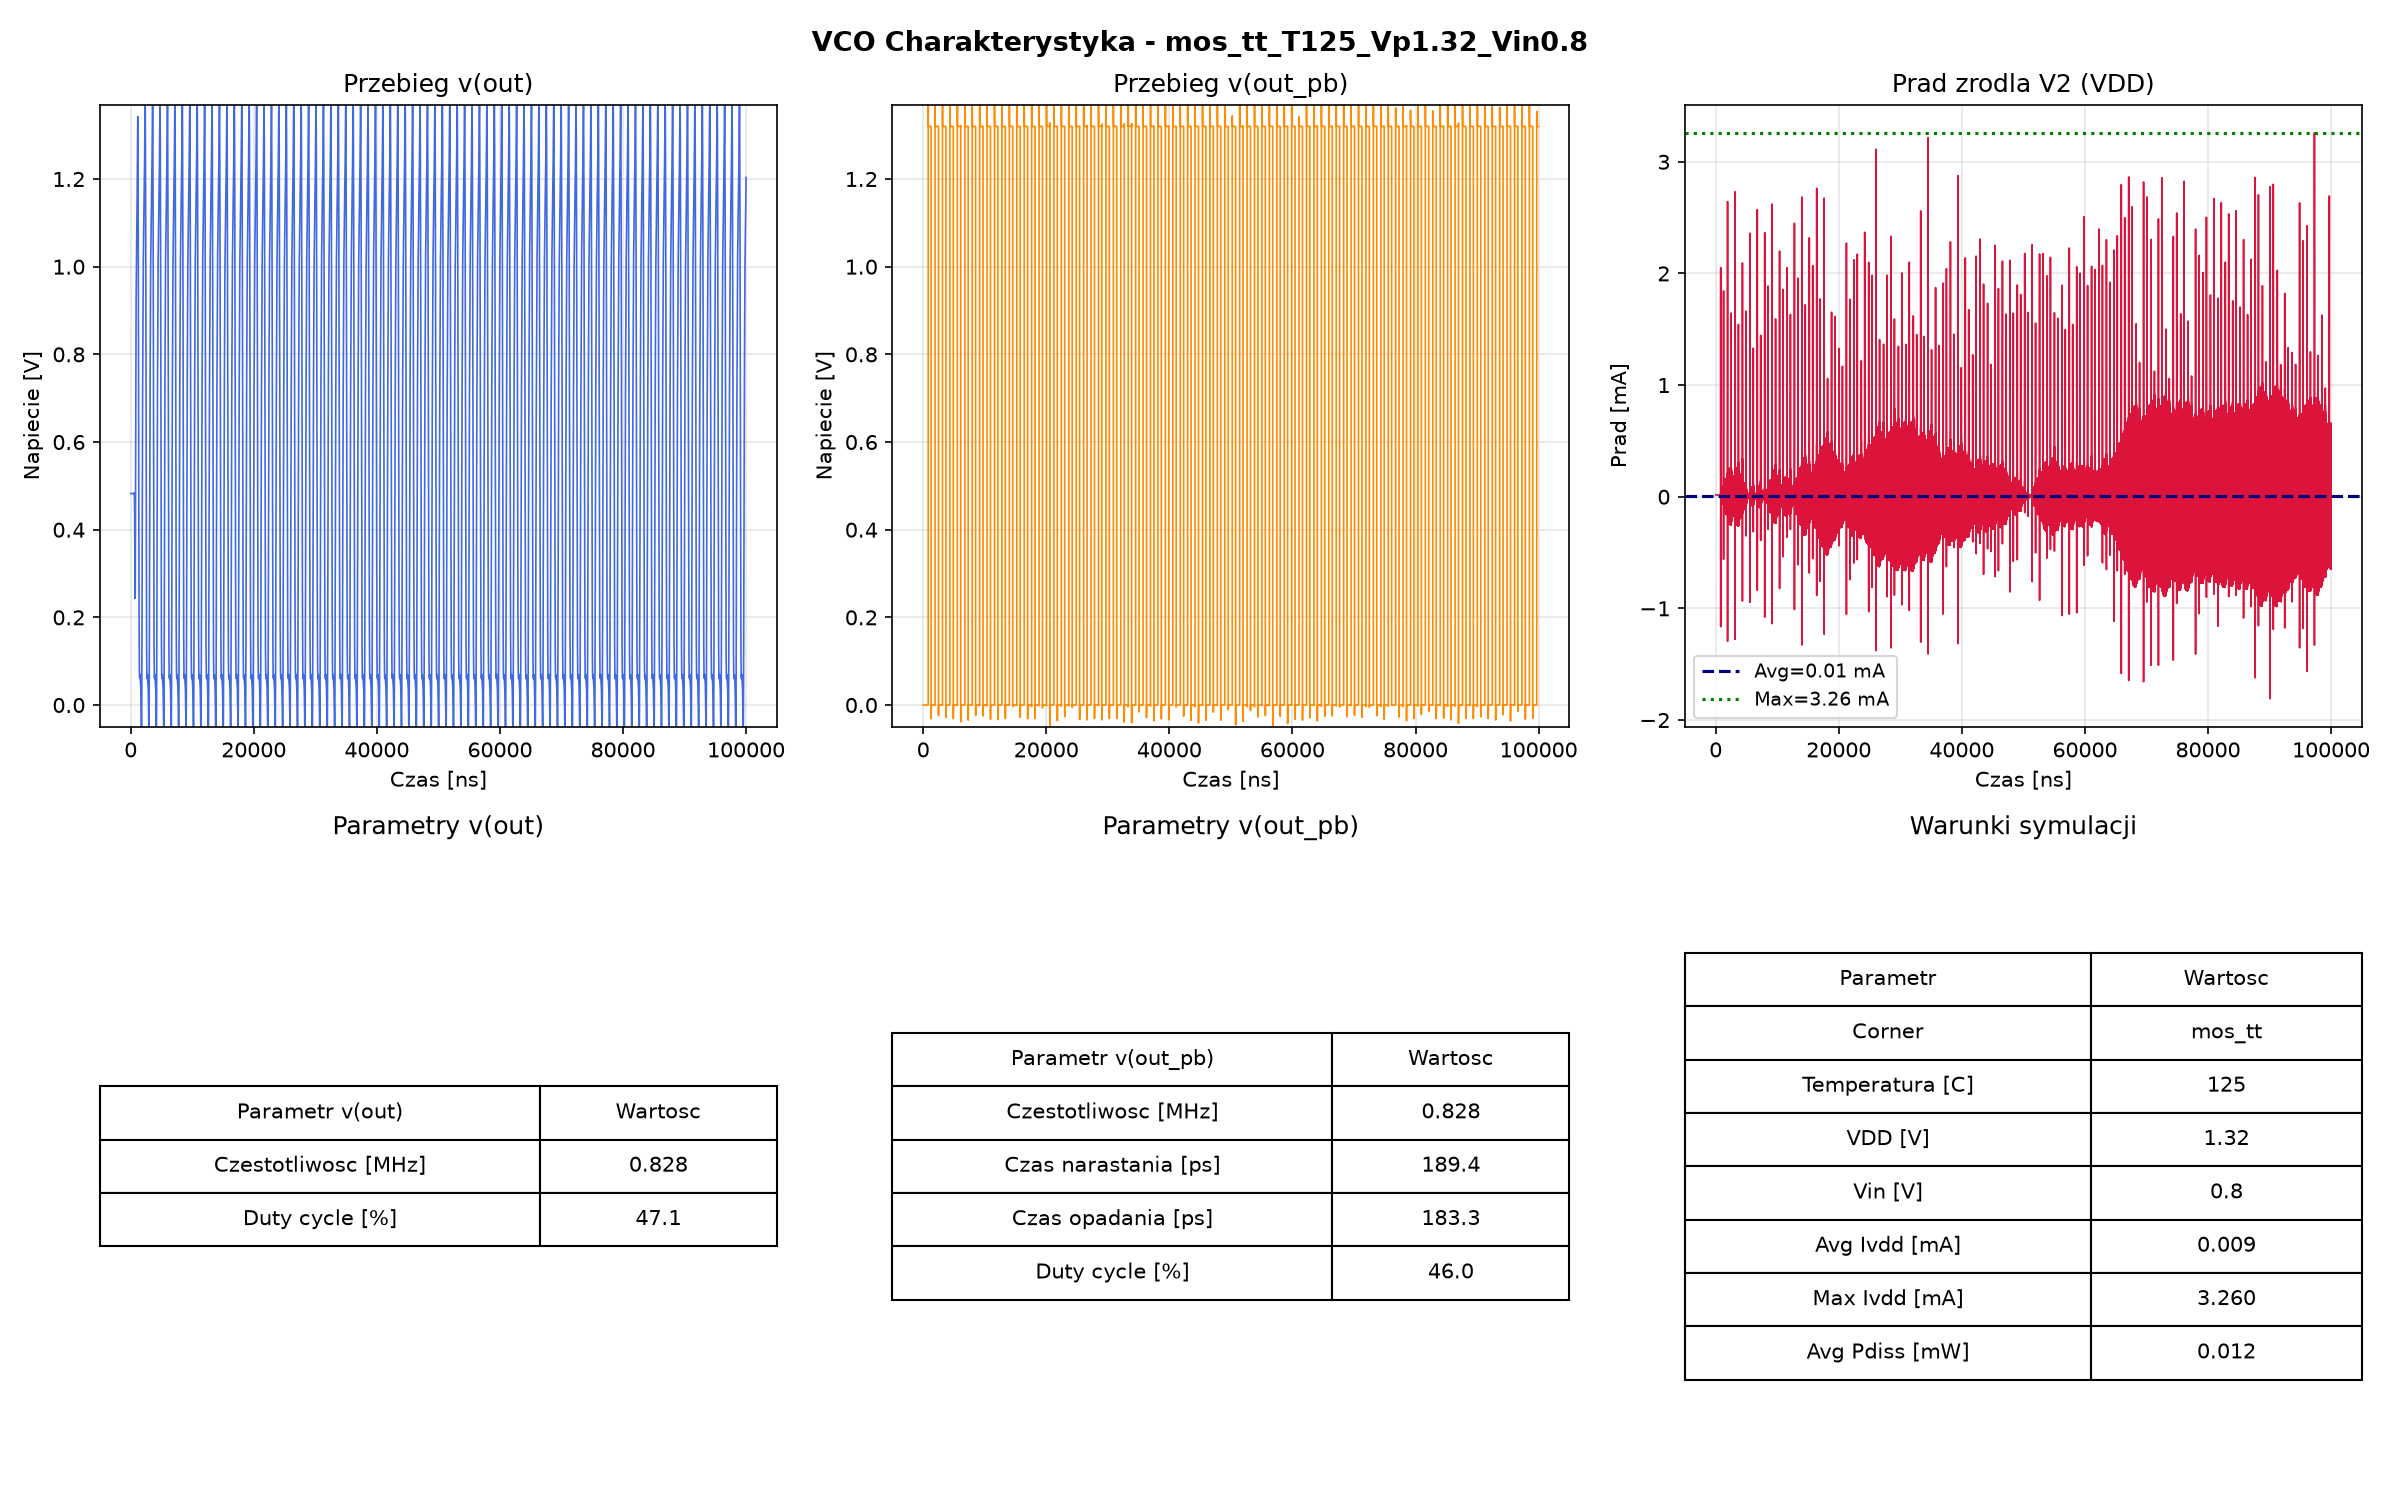 VCO Charakterystyka - mos_tt_T125_Vp1.32_Vin0.8
Przebieg v(out)
Napiecie [V]
1.2
1.0
0.8
0.6
0.4
0.2
0.0
0 20000 40000 60000 80000 100000
Czas [ns]
Przebieg v(out_pb)
Napiecie [V]
1.2
1.0
0.8
0.6
0.4
0.2
0.0
0 20000 40000 60000 80000 100000
Czas [ns]
Prad zrodla V2 (VDD)
Prad [mA]
3
2
1
0
−1
−2
Avg=0.01 mA
Max=3.26 mA
0 20000 40000 60000 80000 100000
Czas [ns]
Parametry v(out)
Parametr v(out) Wartosc
Czestotliwosc [MHz] 0.828
Duty cycle [%] 47.1
Parametry v(out_pb)
Parametr v(out_pb) Wartosc
Czestotliwosc [MHz] 0.828
Czas narastania [ps] 189.4
Czas opadania [ps] 183.3
Duty cycle [%] 46.0
Warunki symulacji
Parametr Wartosc
Corner mos_tt
Temperatura [C] 125
VDD [V] 1.32
Vin [V] 0.8
Avg Ivdd [mA] 0.009
Max Ivdd [mA] 3.260
Avg Pdiss [mW] 0.012